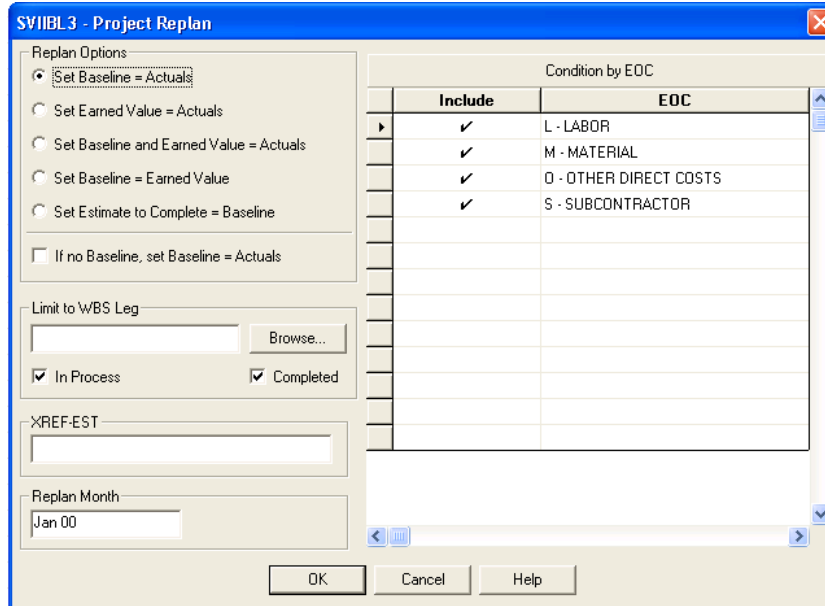 SVIIBL3 - Project Replan
Replan Options
Set Baseline = Actuals
Set Earned Value = Actuals
Set Baseline and Earned Value = Actuals
Set Baseline = Earned Value
Set Estimate to Complete = Baseline
If no Baseline, set Baseline = Actuals
Limit to WBS Leg
Browse...
In Process
Completed
XREF-EST
Replan Month
Jan 00
Condition by EOC
Include EOC
L - LABOR
M - MATERIAL
O - OTHER DIRECT COSTS
S - SUBCONTRACTOR
OK Cancel Help